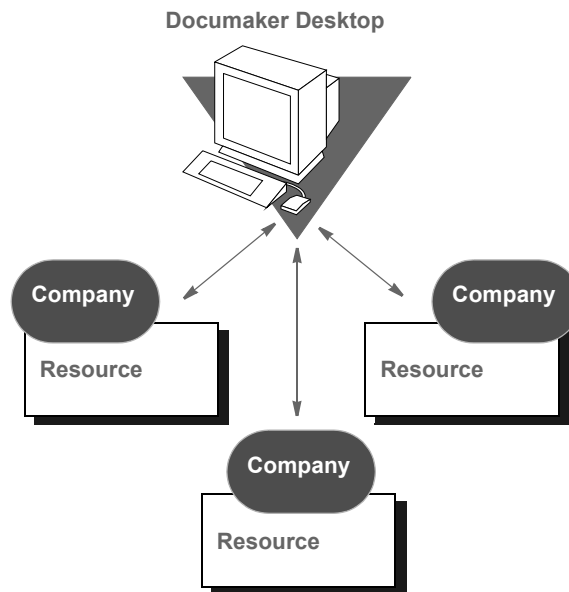 Documaker Desktop
Company
Resource
Company
Resource
Company
Resource